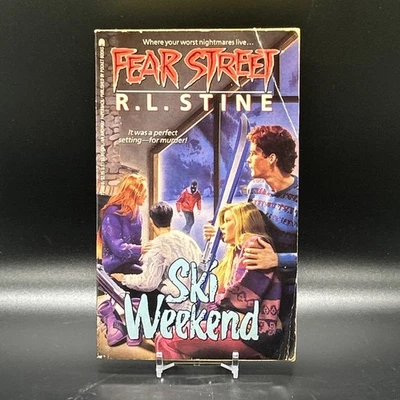 Where your worst nightmares live...
FEAR STREET
R.L. STINE
It was a perfect
setting—for murder!
Ski
Weekend